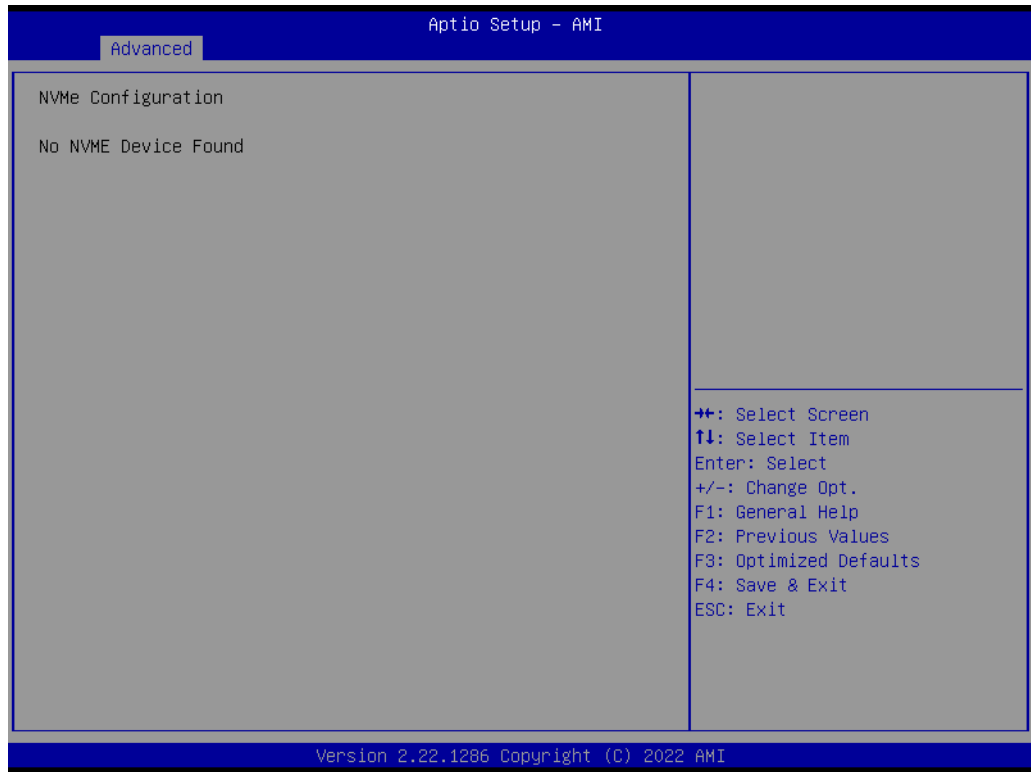 Aptio Setup – AMI
Advanced
NVMe Configuration
No NVME Device Found
→←: Select Screen
↑↓: Select Item
Enter: Select
+/-: Change Opt.
F1: General Help
F2: Previous Values
F3: Optimized Defaults
F4: Save & Exit
ESC: Exit
Version 2.22.1286 Copyright (C) 2022 AMI